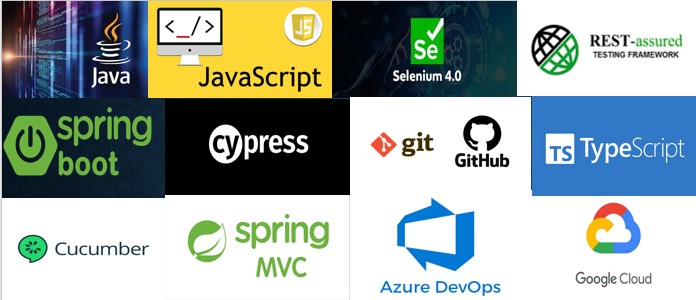 Java
<_/>
JS
JavaScript
Se
Selenium 4.0
REST-assured
TESTING FRAMEWORK
spring
boot
cypress
git
GitHub
TS TypeScript
Cucumber
spring
MVC
Azure DevOps
Google Cloud